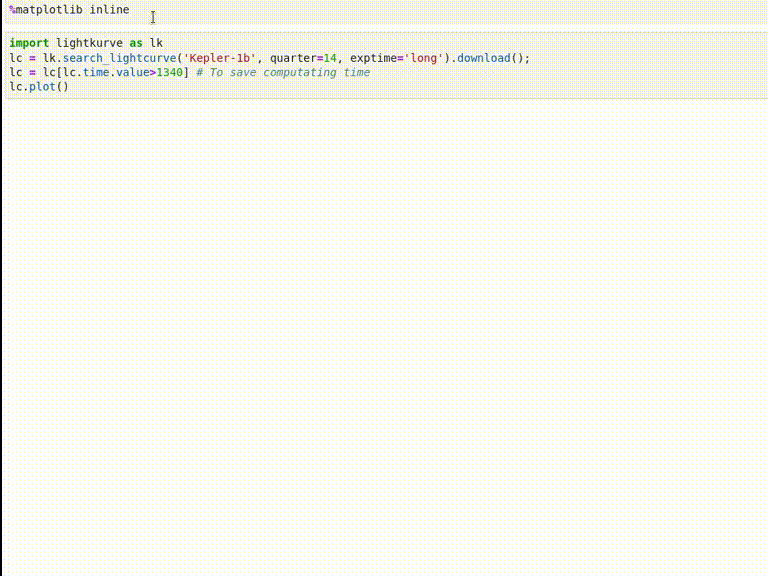 %matplotlib inline
import lightkurve as lk
lc = lk.search_lightcurve('Kepler-1b', quarter=14, exptime='long').download();
lc = lc[lc.time.value>1340] # To save computating time
lc.plot()